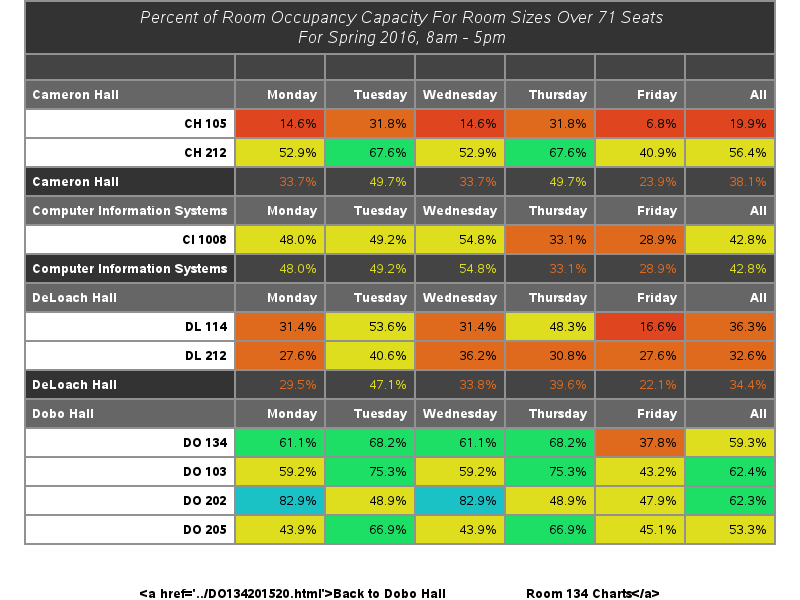 Percent of Room Occupancy Capacity For Room Sizes Over 71 Seats
For Spring 2016, 8am - 5pm
Cameron Hall Monday Tuesday Wednesday Thursday Friday All
CH 105 14.6% 31.8% 14.6% 31.8% 6.8% 19.9%
CH 212 52.9% 67.6% 52.9% 67.6% 40.9% 56.4%
Cameron Hall 33.7% 49.7% 33.7% 49.7% 23.9% 38.1%
Computer Information Systems Monday Tuesday Wednesday Thursday Friday All
CI 1008 48.0% 49.2% 54.8% 33.1% 28.9% 42.8%
Computer Information Systems 48.0% 49.2% 54.8% 33.1% 28.9% 42.8%
DeLoach Hall Monday Tuesday Wednesday Thursday Friday All
DL 114 31.4% 53.6% 31.4% 48.3% 16.6% 36.3%
DL 212 27.6% 40.6% 36.2% 30.8% 27.6% 32.6%
DeLoach Hall 29.5% 47.1% 33.8% 39.6% 22.1% 34.4%
Dobo Hall Monday Tuesday Wednesday Thursday Friday All
DO 134 61.1% 68.2% 61.1% 68.2% 37.8% 59.3%
DO 103 59.2% 75.3% 59.2% 75.3% 43.2% 62.4%
DO 202 82.9% 48.9% 82.9% 48.9% 47.9% 62.3%
DO 205 43.9% 66.9% 43.9% 66.9% 45.1% 53.3%
<a href='../DO134201520.html'>Back to Dobo Hall Room 134 Charts</a>